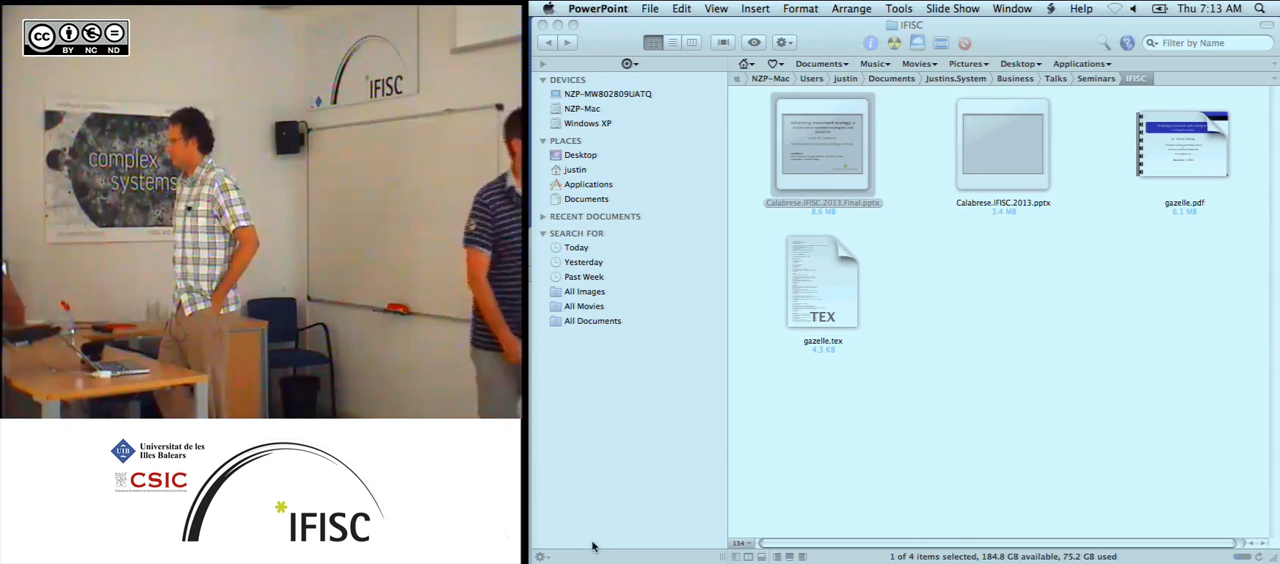 CC
BY NC ND
complex
systems
IFISC
Universitat de les
Illes Balears
UIB
CSIC
IFISC
PowerPoint File Edit View Insert Format Arrange Tools Slide Show Window Help Thu 7:13 AM
IFISC
Filter by Name
Documents Music Movies Pictures Desktop Applications
NZP-Mac Users justin Documents Justins.System Business Talks Seminars IFISC
DEVICES
NZP-MW802809UATQ
NZP-Mac
Windows XP
PLACES
Desktop
justin
Applications
Documents
RECENT DOCUMENTS
SEARCH FOR
Today
Yesterday
Past Week
All Images
All Movies
All Documents
Calabrese.IFISC.2013.Final.pptx
8.6 MB
Calabrese.IFISC.2013.pptx
3.4 MB
gazelle.pdf
6.1 MB
TEX
gazelle.tex
4.3 KB
154
1 of 4 items selected, 184.8 GB available, 75.2 GB used